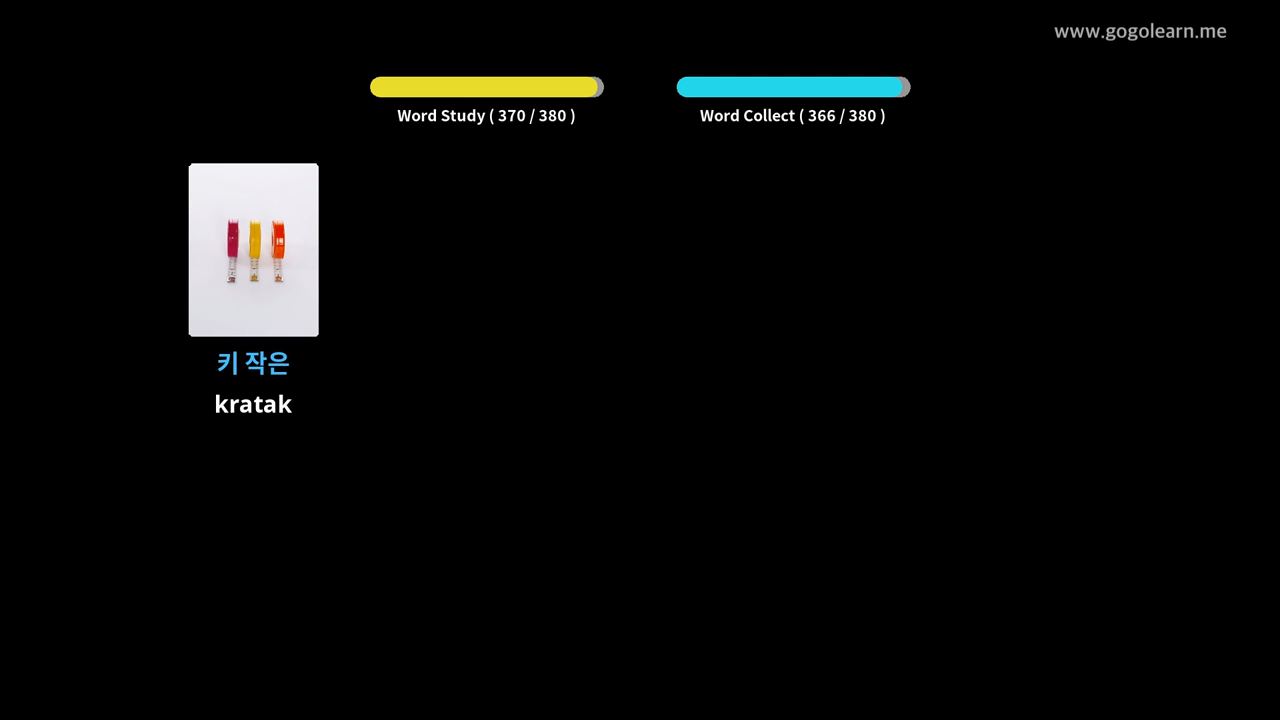 www.gogolearn.me
Word Study ( 370 / 380 )
Word Collect ( 366 / 380 )
키 작은
kratak